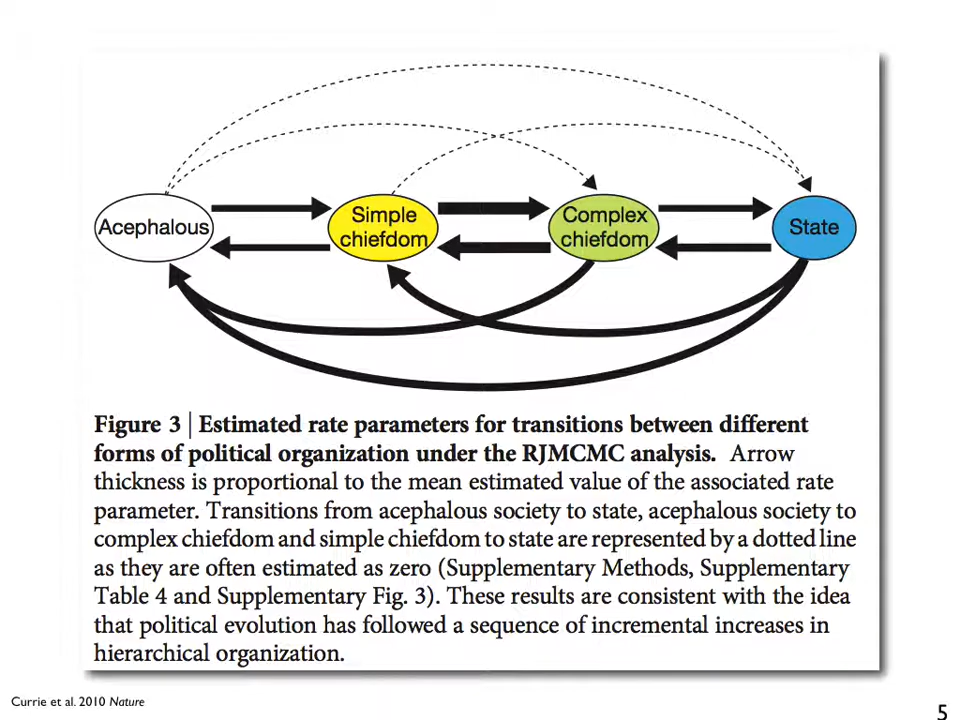 Acephalous
Simple
chiefdom
Complex
chiefdom
State
Figure 3 | Estimated rate parameters for transitions between different
forms of political organization under the RJMCMC analysis. Arrow
thickness is proportional to the mean estimated value of the associated rate
parameter. Transitions from acephalous society to state, acephalous society to
complex chiefdom and simple chiefdom to state are represented by a dotted line
as they are often estimated as zero (Supplementary Methods, Supplementary
Table 4 and Supplementary Fig. 3). These results are consistent with the idea
that political evolution has followed a sequence of incremental increases in
hierarchical organization.
Currie et al. 2010 Nature
5